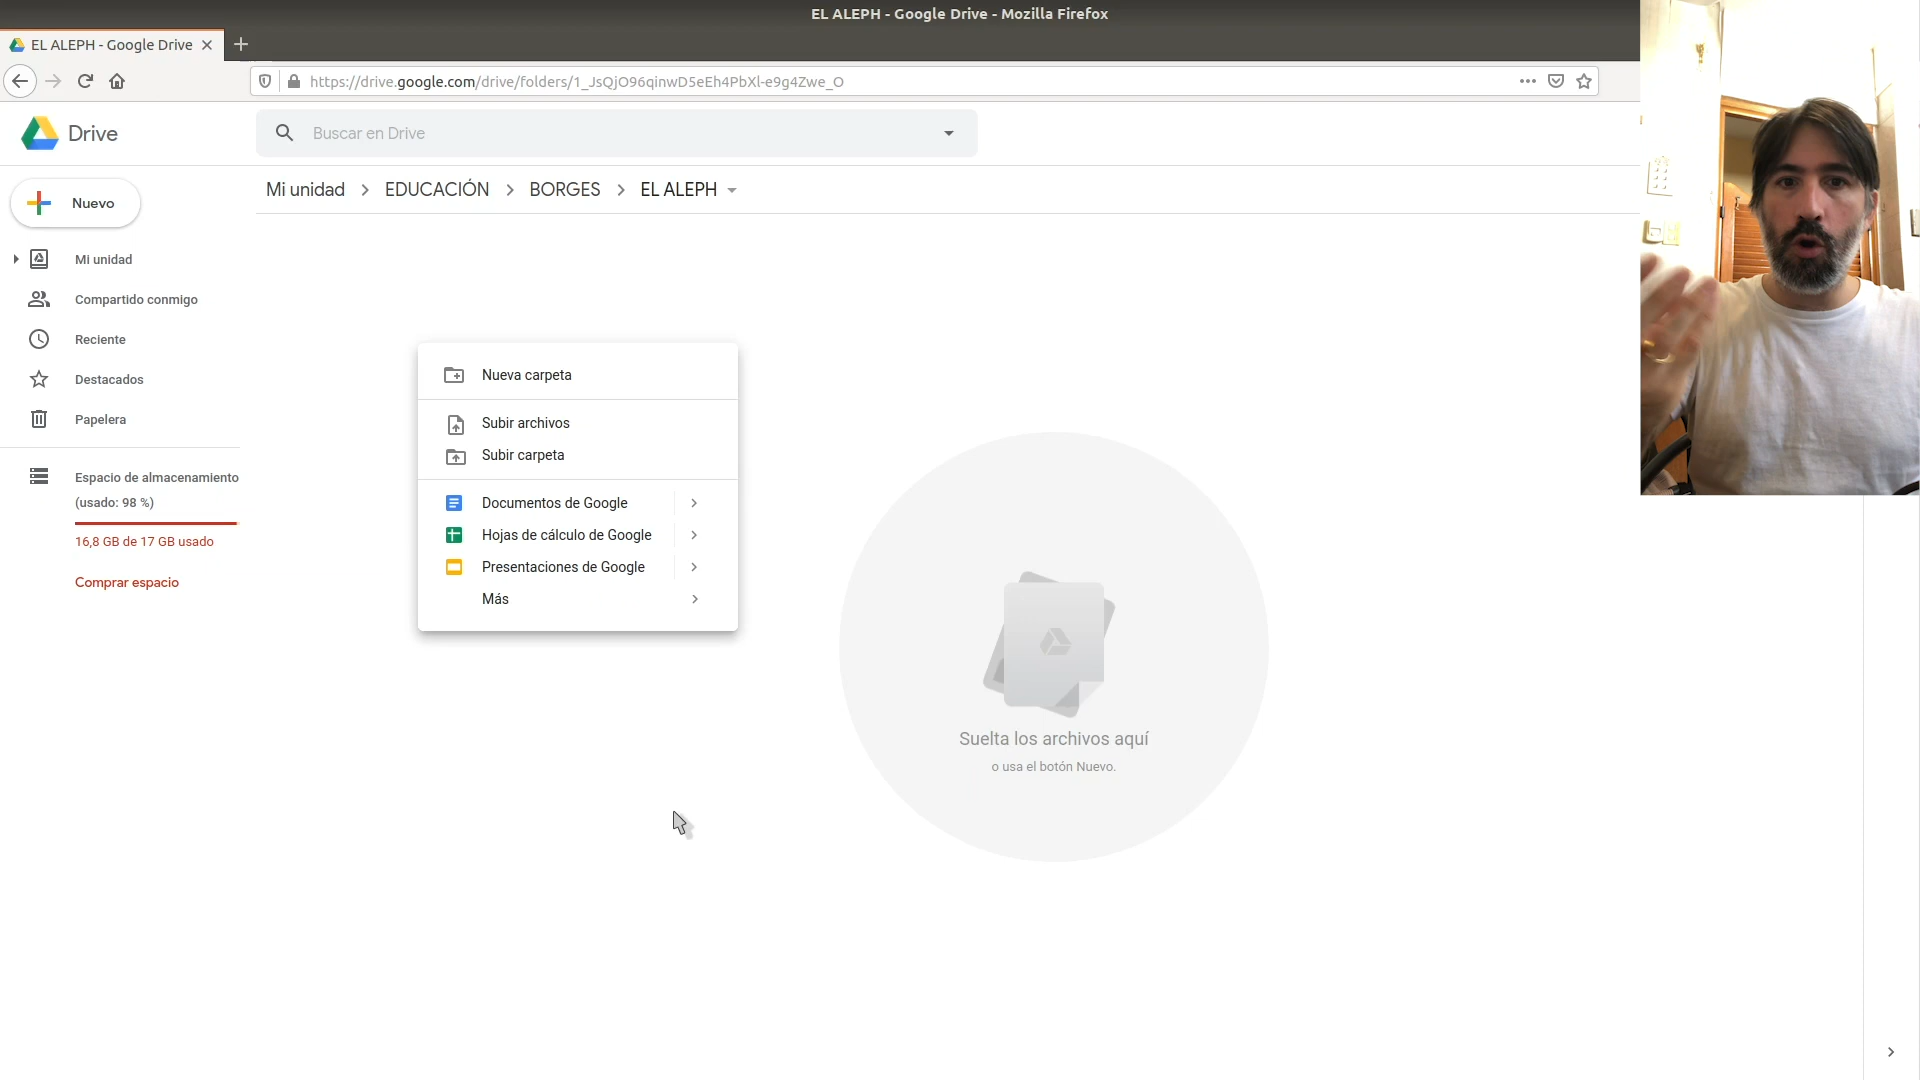 EL ALEPH - Google Drive - Mozilla Firefox
EL ALEPH - Google Drive
https://drive.google.com/drive/folders/1_JsQjO96qinwD5eEh4PbXl-e9g4Zwe_O
Drive
Buscar en Drive
Mi unidad > EDUCACIÓN > BORGES > EL ALEPH
Nuevo
Mi unidad
Compartido conmigo
Reciente
Destacados
Papelera
Espacio de almacenamiento
(usado: 98 %)
16,8 GB de 17 GB usado
Comprar espacio
Nueva carpeta
Subir archivos
Subir carpeta
Documentos de Google
Hojas de cálculo de Google
Presentaciones de Google
Más
Suelta los archivos aquí
o usa el botón Nuevo.